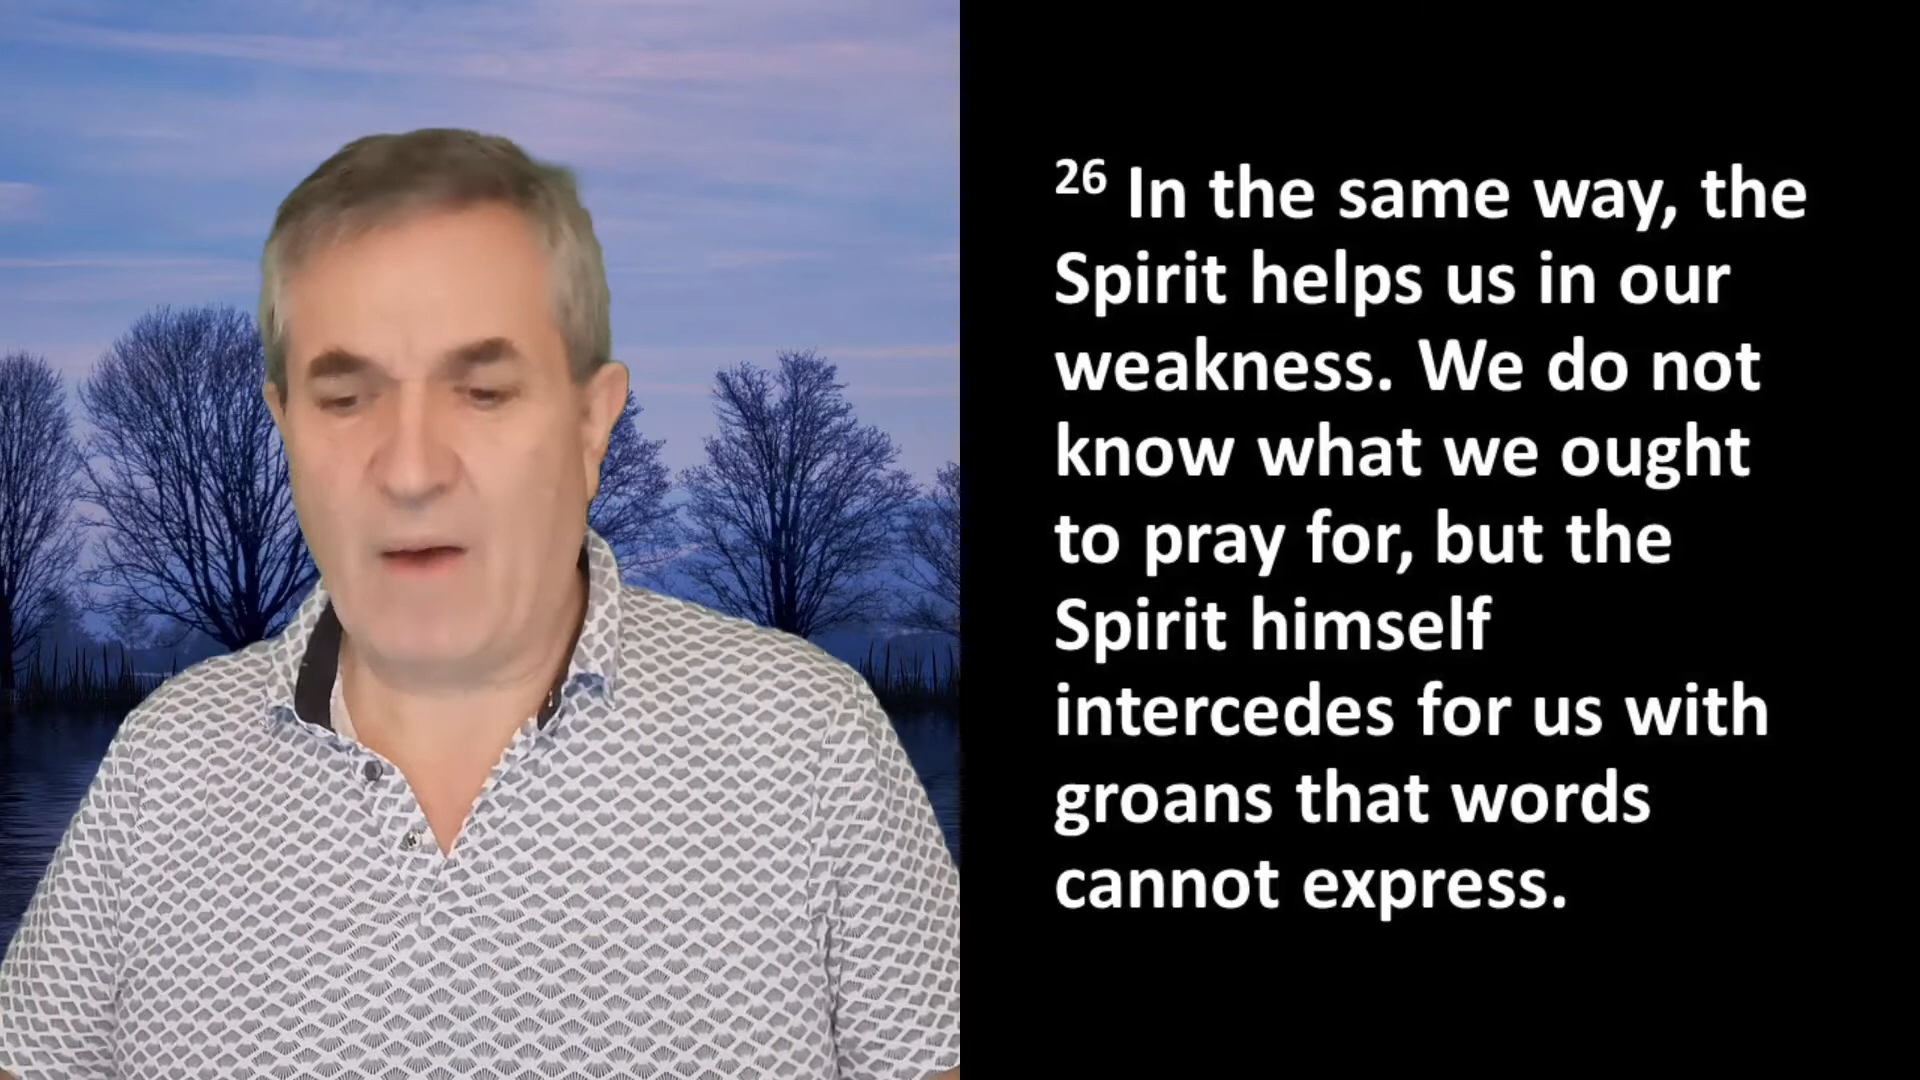 26 In the same way, the
Spirit helps us in our
weakness. We do not
know what we ought
to pray for, but the
Spirit himself
intercedes for us with
groans that words
cannot express.